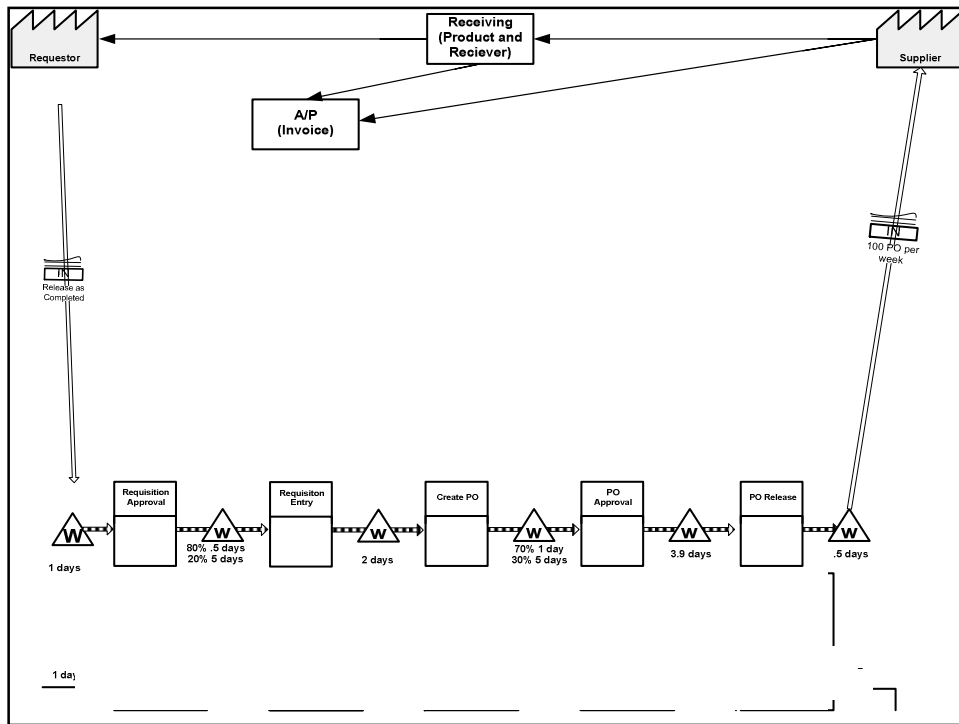 Receiving
(Product and
Reciever)
Requestor
Supplier
A/P
(Invoice)
IN
100 PO per
week
IN
Release as
Completed
Requisition
Approval
Requisiton
Entry
Create PO
PO
Approval
PO Release
W
W
W
W
W
W
1 days
80% .5 days
20% 5 days
2 days
70% 1 day
30% 5 days
3.9 days
.5 days
1 day